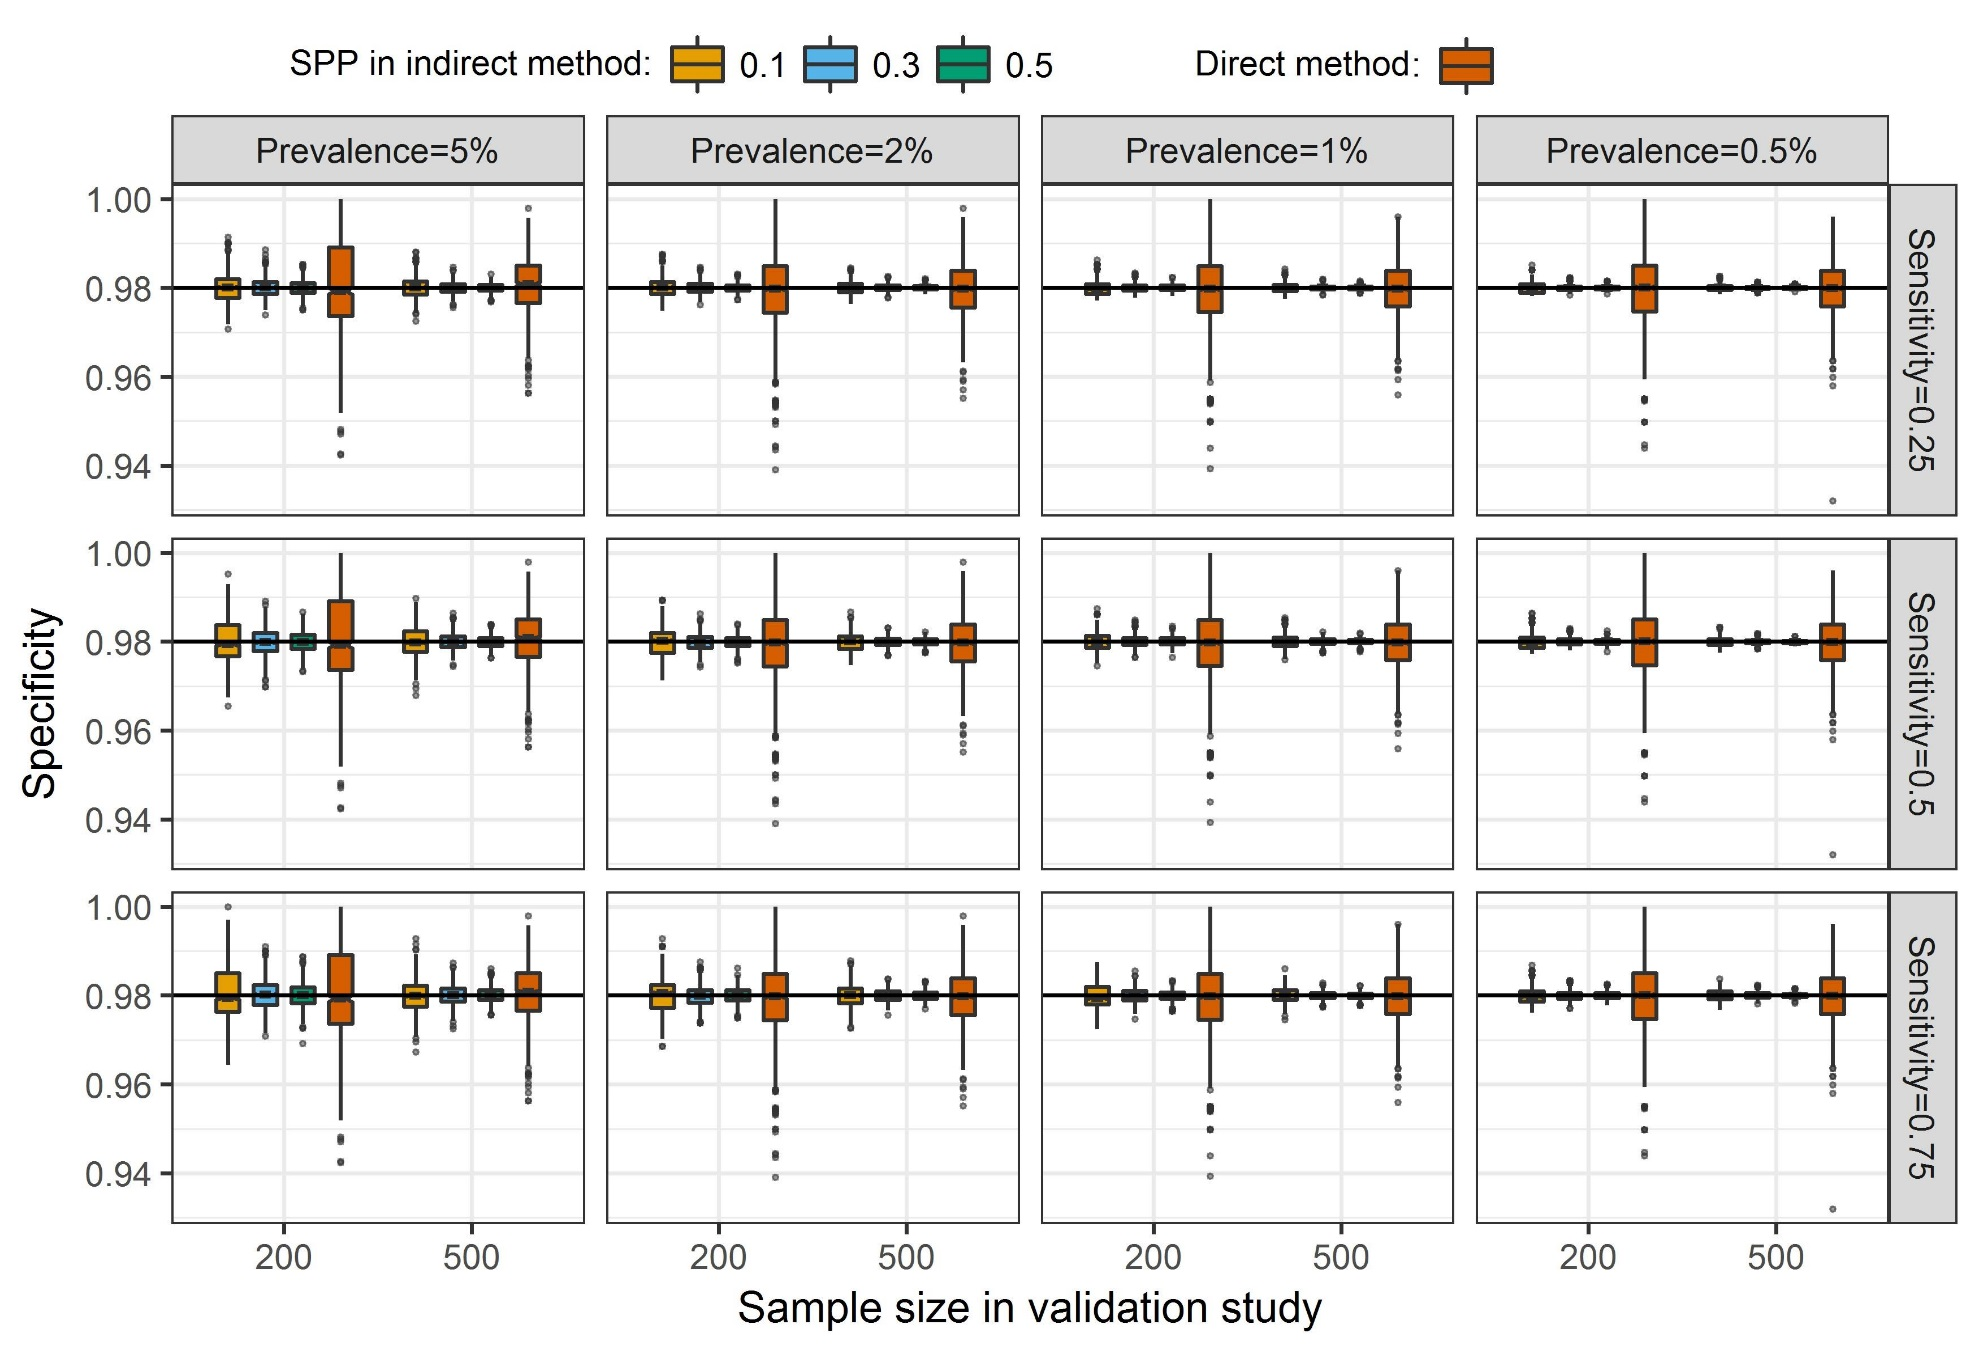 SPP in indirect method: 0.1 0.3 0.5 Direct method:
Prevalence=5% Prevalence=2% Prevalence=1% Prevalence=0.5%
1.00
0.98
0.96
0.94
Sensitivity=0.25
1.00
0.98
0.96
0.94
Sensitivity=0.5
1.00
0.98
0.96
0.94
Sensitivity=0.75
Specificity
200 500 200 500 200 500 200 500
Sample size in validation study